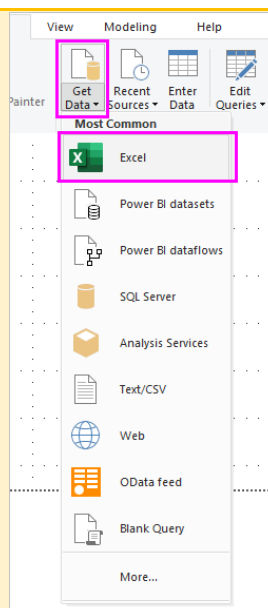 View Modeling Help
Painter
Get Data
Recent Sources
Enter Data
Edit Queries
Most Common
Excel
Power BI datasets
Power BI dataflows
SQL Server
Analysis Services
Text/CSV
Web
OData feed
Blank Query
More...